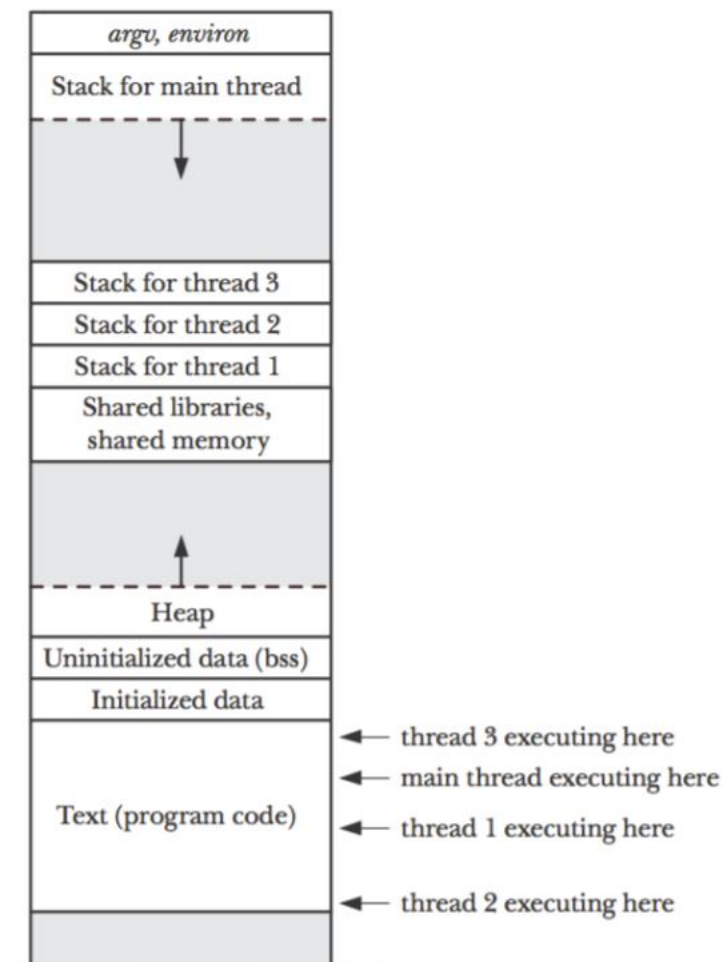 argv, environ
Stack for main thread
Stack for thread 3
Stack for thread 2
Stack for thread 1
Shared libraries,
shared memory
Heap
Uninitialized data (bss)
Initialized data
thread 3 executing here
main thread executing here
Text (program code)
thread 1 executing here
thread 2 executing here